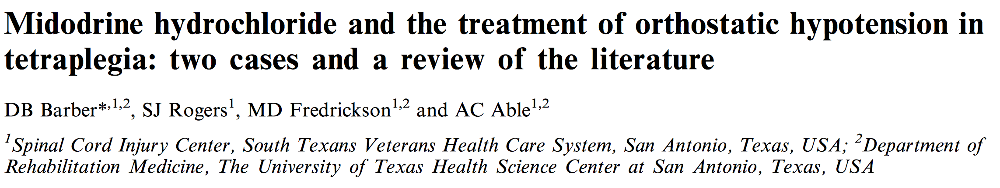 Midodrine hydrochloride and the treatment of orthostatic hypotension in
tetraplegia: two cases and a review of the literature
DB Barber*,1,2, SJ Rogers1, MD Fredrickson1,2 and AC Able1,2
1Spinal Cord Injury Center, South Texans Veterans Health Care System, San Antonio, Texas, USA; 2Department of
Rehabilitation Medicine, The University of Texas Health Science Center at San Antonio, Texas, USA